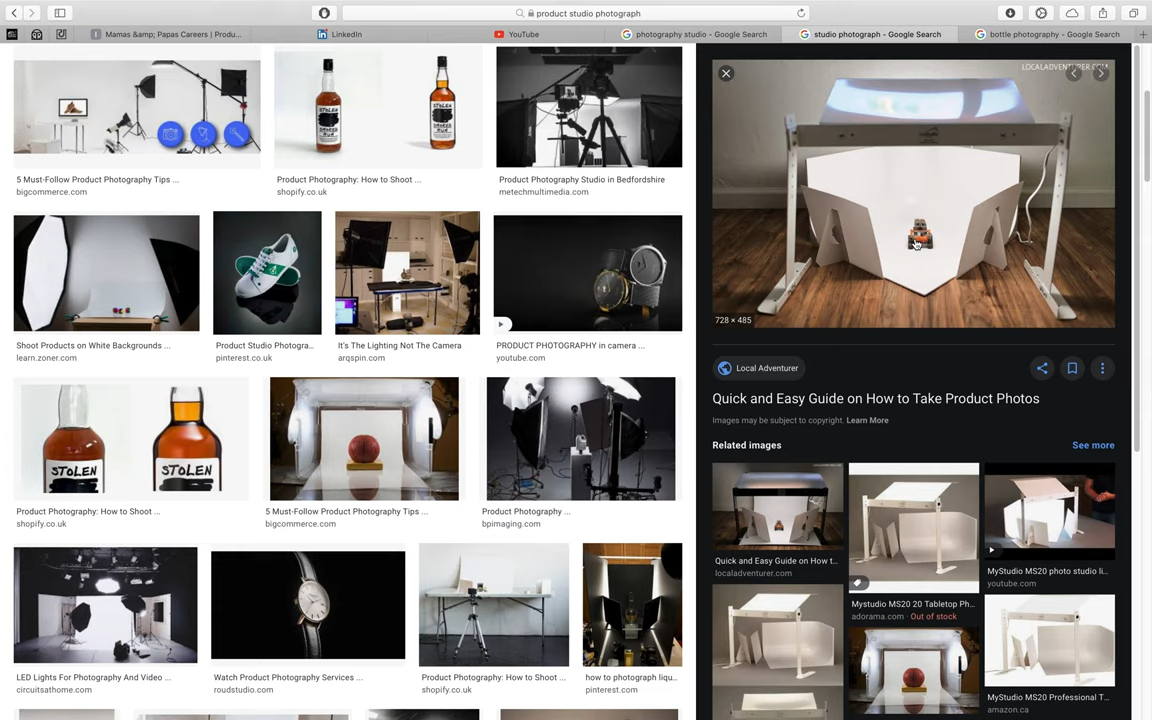 product studio photograph
Mamas &amp; Papas Careers | Produ...
LinkedIn
YouTube
photography studio - Google Search
studio photograph - Google Search
bottle photography - Google Search
5 Must-Follow Product Photography Tips ...
bigcommerce.com
STOLEN
STOLEN
Product Photography: How to Shoot ...
shopify.co.uk
Product Photography Studio in Bedfordshire
metechmultimedia.com
Shoot Products on White Backgrounds ...
learn.zoner.com
Product Studio Photogra...
pinterest.co.uk
It's The Lighting Not The Camera
arqspin.com
PRODUCT PHOTOGRAPHY in camera ...
youtube.com
STOLEN
STOLEN
Product Photography: How to Shoot ...
shopify.co.uk
5 Must-Follow Product Photography Tips ...
bigcommerce.com
Product Photography ...
bpimaging.com
LED Lights For Photography And Video ...
circuitsathome.com
Watch Product Photography Services ...
roudstudio.com
Product Photography: How to Shoot ...
shopify.co.uk
how to photograph liqu...
pinterest.com
LOCALADVENTURER.COM
728 × 485
Local Adventurer
Quick and Easy Guide on How to Take Product Photos
Images may be subject to copyright. Learn More
Related images
See more
Quick and Easy Guide on How t...
localadventurer.com
Mystudio MS20 20 Tabletop Ph...
adorama.com · Out of stock
MyStudio MS20 photo studio li...
youtube.com
MyStudio MS20 Professional T...
amazon.ca